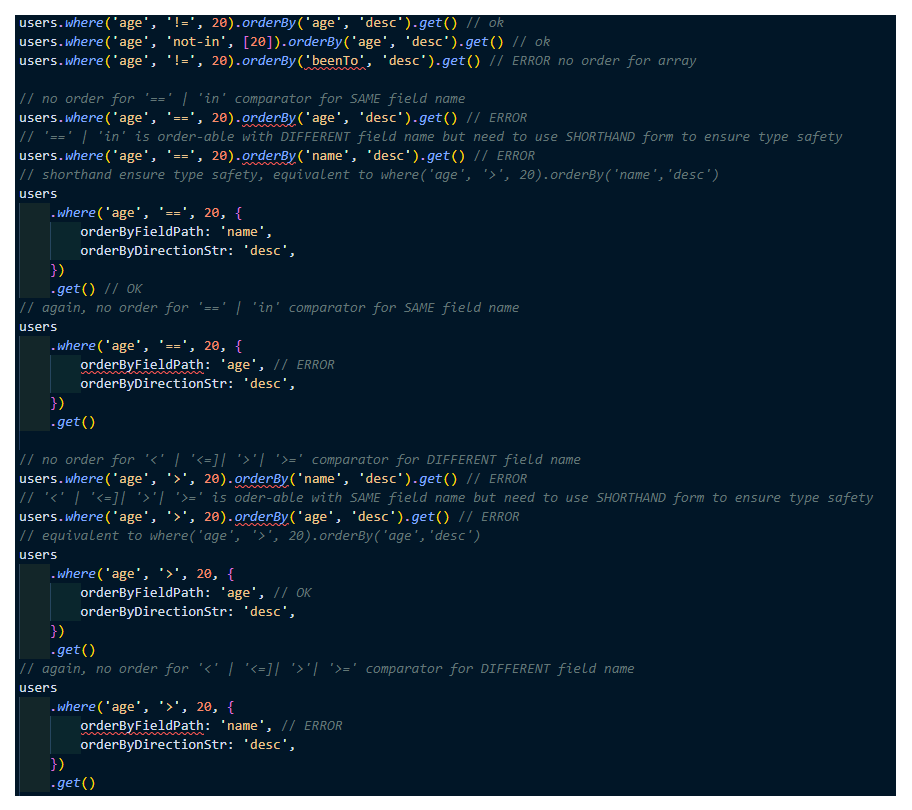 users.where('age', '!=', 20).orderBy('age', 'desc').get() // ok
users.where('age', 'not-in', [20]).orderBy('age', 'desc').get() // ok
users.where('age', '!=', 20).orderBy('beenTo', 'desc').get() // ERROR no order for array
// no order for '==' | 'in' comparator for SAME field name
users.where('age', '==', 20).orderBy('age', 'desc').get() // ERROR
// '==' | 'in' is order-able with DIFFERENT field name but need to use SHORTHAND form to ensure type safety
users.where('age', '==', 20).orderBy('name', 'desc').get() // ERROR
// shorthand ensure type safety, equivalent to where('age', '>', 20).orderBy('name','desc')
users
.where('age', '==', 20, {
orderByFieldPath: 'name',
orderByDirectionStr: 'desc',
})
.get() // OK
// again, no order for '==' | 'in' comparator for SAME field name
users
.where('age', '==', 20, {
orderByFieldPath: 'age', // ERROR
orderByDirectionStr: 'desc',
})
.get()
// no order for '<' | '<=]| '>'| '>=' comparator for DIFFERENT field name
users.where('age', '>', 20).orderBy('name', 'desc').get() // ERROR
// '<' | '<=]| '>'| '>=' is oder-able with SAME field name but need to use SHORTHAND form to ensure type safety
users.where('age', '>', 20).orderBy('age', 'desc').get() // ERROR
// equivalent to where('age', '>', 20).orderBy('age','desc')
users
.where('age', '>', 20, {
orderByFieldPath: 'age', // OK
orderByDirectionStr: 'desc',
})
.get()
// again, no order for '<' | '<=]| '>'| '>=' comparator for DIFFERENT field name
users
.where('age', '>', 20, {
orderByFieldPath: 'name', // ERROR
orderByDirectionStr: 'desc',
})
.get()